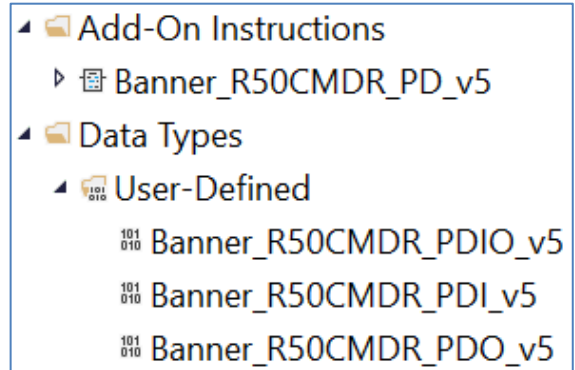 Add-On Instructions
Banner_R50CMDR_PD_v5
Data Types
User-Defined
Banner_R50CMDR_PDIO_v5
Banner_R50CMDR_PDI_v5
Banner_R50CMDR_PDO_v5